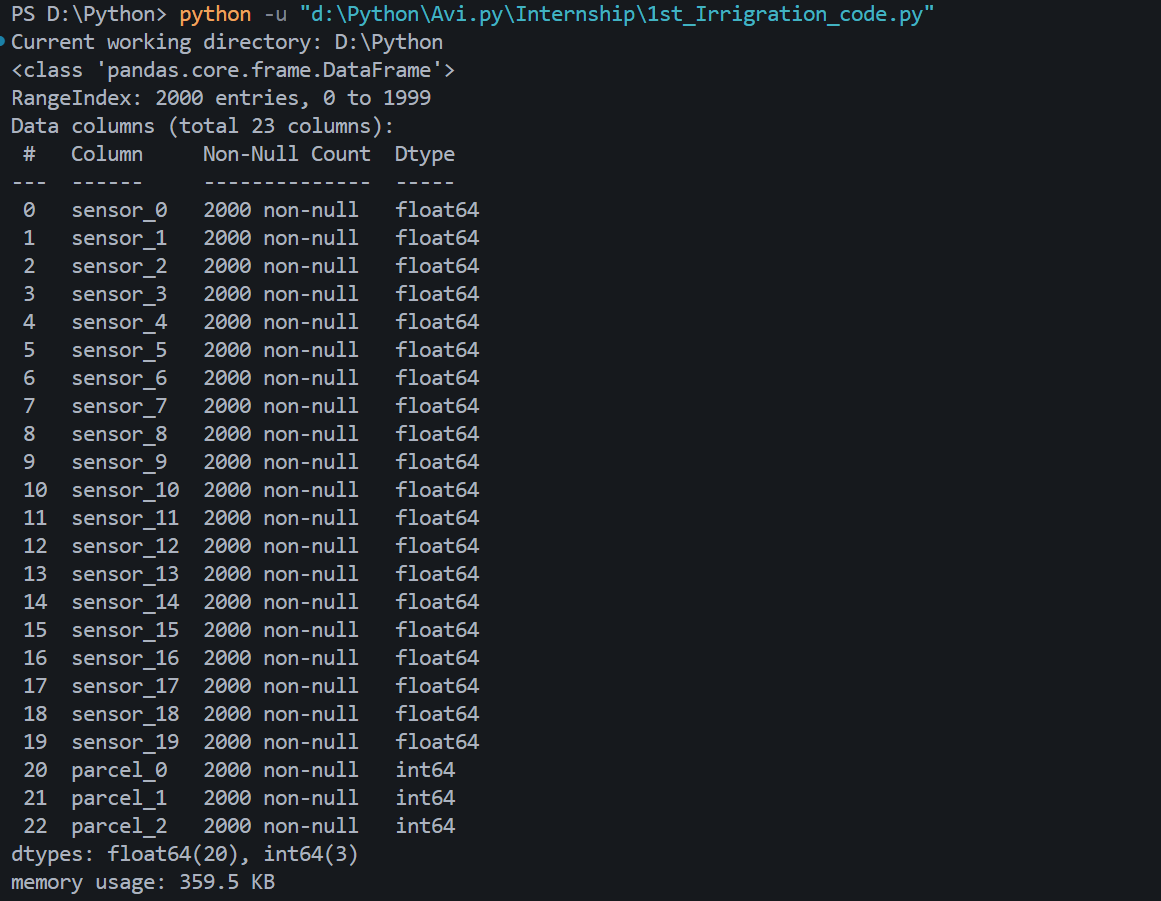 PS D:\Python> python -u "d:\Python\Avi.py\Internship\1st_Irrigration_code.py"
Current working directory: D:\Python
<class 'pandas.core.frame.DataFrame'>
RangeIndex: 2000 entries, 0 to 1999
Data columns (total 23 columns):
 #   Column     Non-Null Count  Dtype
---  ------     --------------  -----
 0   sensor_0   2000 non-null   float64
 1   sensor_1   2000 non-null   float64
 2   sensor_2   2000 non-null   float64
 3   sensor_3   2000 non-null   float64
 4   sensor_4   2000 non-null   float64
 5   sensor_5   2000 non-null   float64
 6   sensor_6   2000 non-null   float64
 7   sensor_7   2000 non-null   float64
 8   sensor_8   2000 non-null   float64
 9   sensor_9   2000 non-null   float64
 10  sensor_10  2000 non-null   float64
 11  sensor_11  2000 non-null   float64
 12  sensor_12  2000 non-null   float64
 13  sensor_13  2000 non-null   float64
 14  sensor_14  2000 non-null   float64
 15  sensor_15  2000 non-null   float64
 16  sensor_16  2000 non-null   float64
 17  sensor_17  2000 non-null   float64
 18  sensor_18  2000 non-null   float64
 19  sensor_19  2000 non-null   float64
 20  parcel_0   2000 non-null   int64
 21  parcel_1   2000 non-null   int64
 22  parcel_2   2000 non-null   int64
dtypes: float64(20), int64(3)
memory usage: 359.5 KB